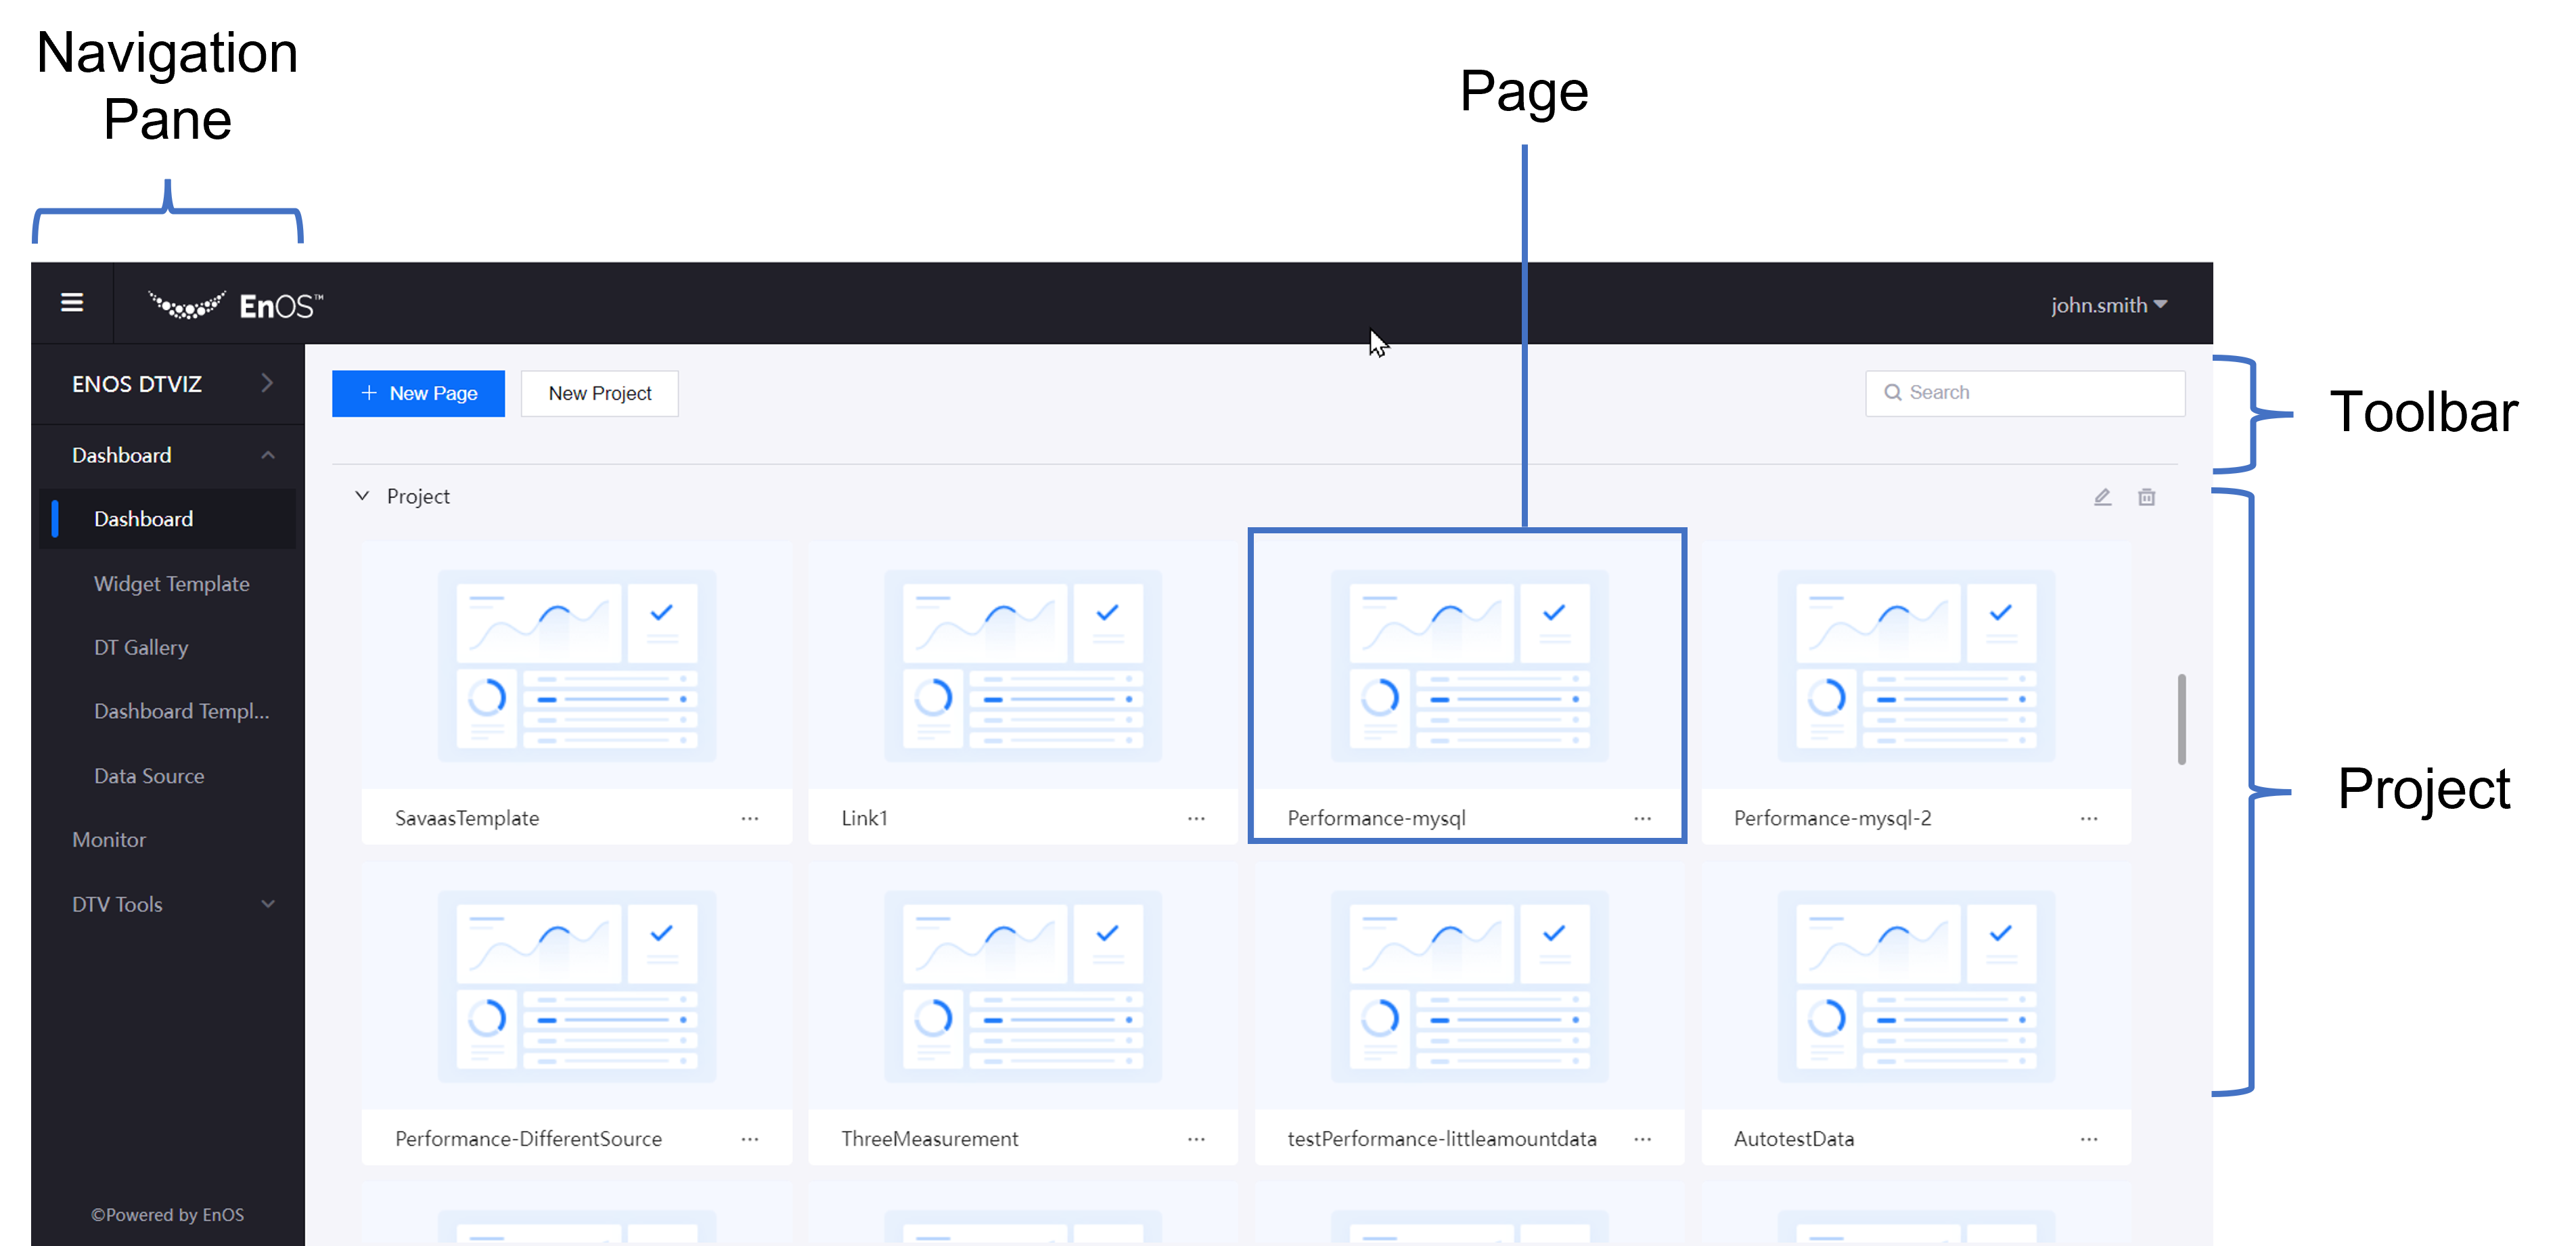 Navigation
Pane
Page
EnOS™
john.smith
ENOS DTVIZ
+ New Page
New Project
Search
Toolbar
Dashboard
Project
Dashboard
Widget Template
DT Gallery
Dashboard Templ...
Data Source
Monitor
DTV Tools
SavaasTemplate ...
Link1 ...
Performance-mysql ...
Performance-mysql-2 ...
Project
Performance-DifferentSource ...
ThreeMeasurement ...
testPerformance-littleamountdata ...
AutotestData ...
©Powered by EnOS